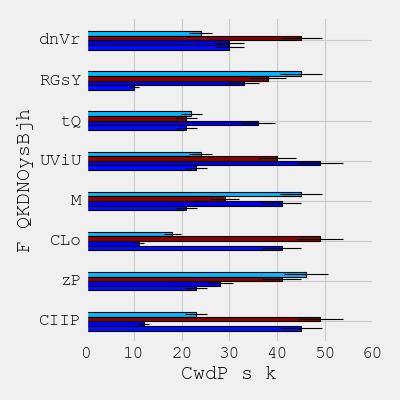 dnVr
RGsY
tQ
UViU
M
CLo
zP
CIIP
F QKDNOysBjh
0 10 20 30 40 50 60
CwdP s k